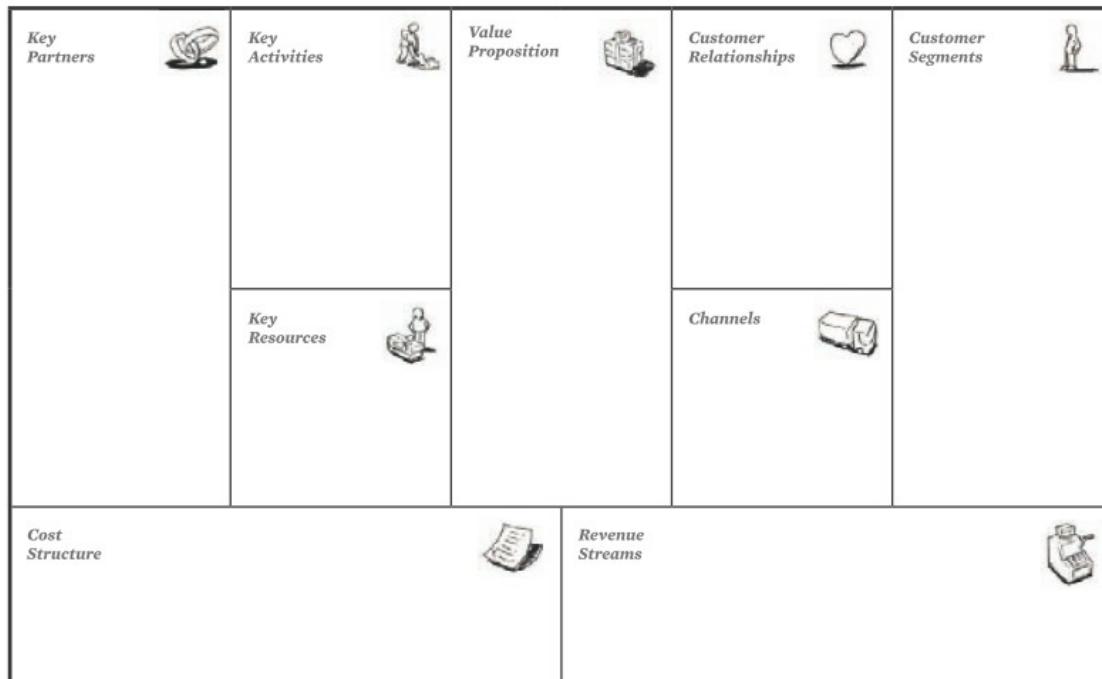 Key
Partners
Key
Activities
Value
Proposition
Customer
Relationships
Customer
Segments
Key
Resources
Channels
Cost
Structure
Revenue
Streams